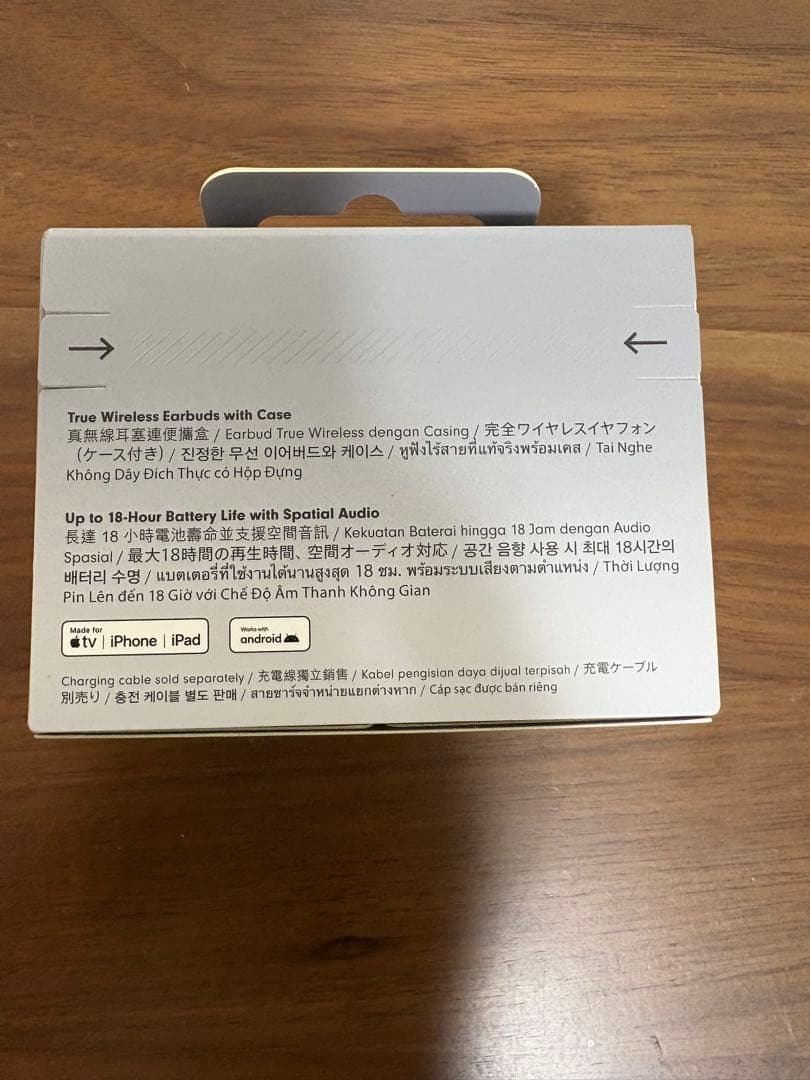 True Wireless Earbuds with Case
真無線耳塞連便攜盒 / Earbud True Wireless dengan Casing / 完全ワイヤレスイヤフォン
（ケース付き）/ 진정한 무선 이어버드와 케이스 / หูฟังไร้สายที่แท้จริงพร้อมเคส / Tai Nghe
Không Dây Đích Thực có Hộp Đựng
Up to 18-Hour Battery Life with Spatial Audio
長達 18 小時電池壽命並支援空間音訊 / Kekuatan Baterai hingga 18 Jam dengan Audio
Spasial / 最大18時間の再生時間、空間オーディオ対応 / 공간 음향 사용 시 최대 18시간의
배터리 수명 / แบตเตอรี่ที่ใช้งานได้นานสูงสุด 18 ชม. พร้อมระบบเสียงตามตำแหน่ง / Thời Lượng
Pin Lên đến 18 Giờ với Chế Độ Âm Thanh Không Gian
Made for
tv | iPhone | iPad
Works with
android
Charging cable sold separately / 充電線獨立銷售 / Kabel pengisian daya dijual terpisah / 充電ケーブル
別売り / 충전 케이블 별도 판매 / สายชาร์จจำหน่ายแยกต่างหาก / Cáp sạc được bán riêng